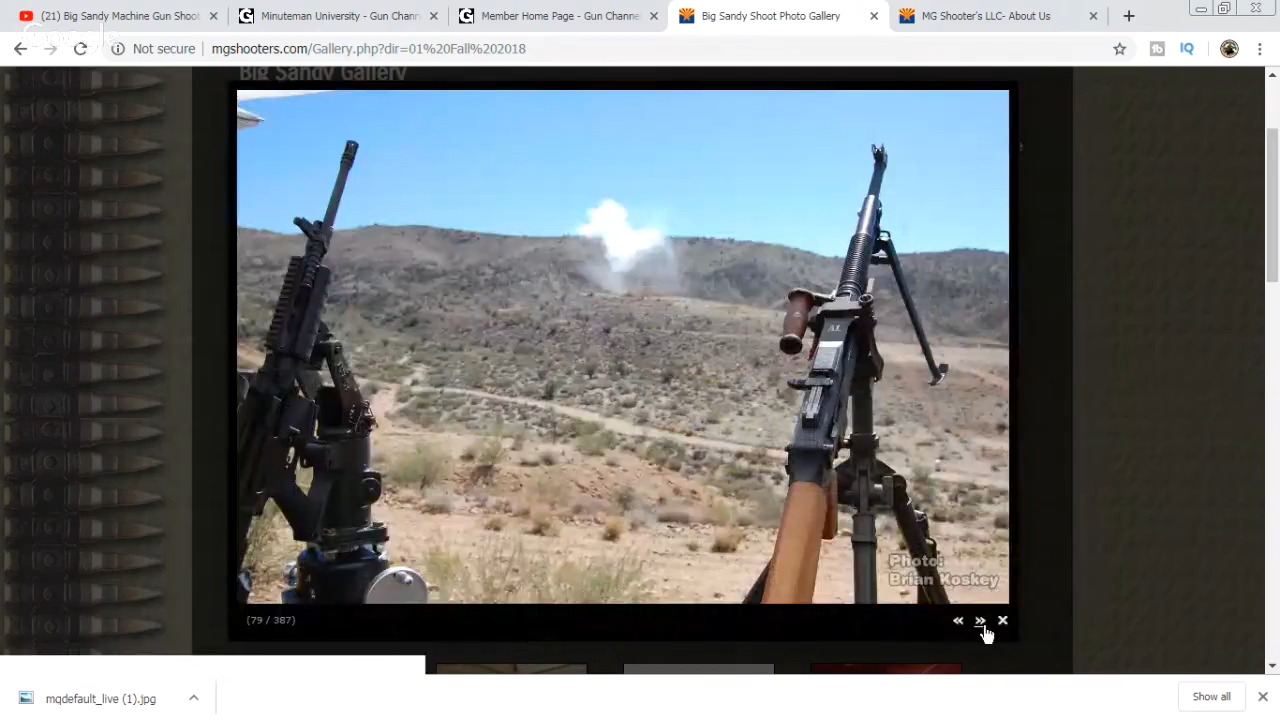 (21) Big Sandy Machine Gun Shoot
Minuteman University - Gun Chann
Member Home Page - Gun Channe
Big Sandy Shoot Photo Gallery
MG Shooter's LLC- About Us
Google
Not secure
mgshooters.com/Gallery.php?dir=01%20Fall%202018
Big Sandy Gallery
A.I.
Photo:
Brian Koskey
(79 / 387)
mqdefault_live (1).jpg
Show all